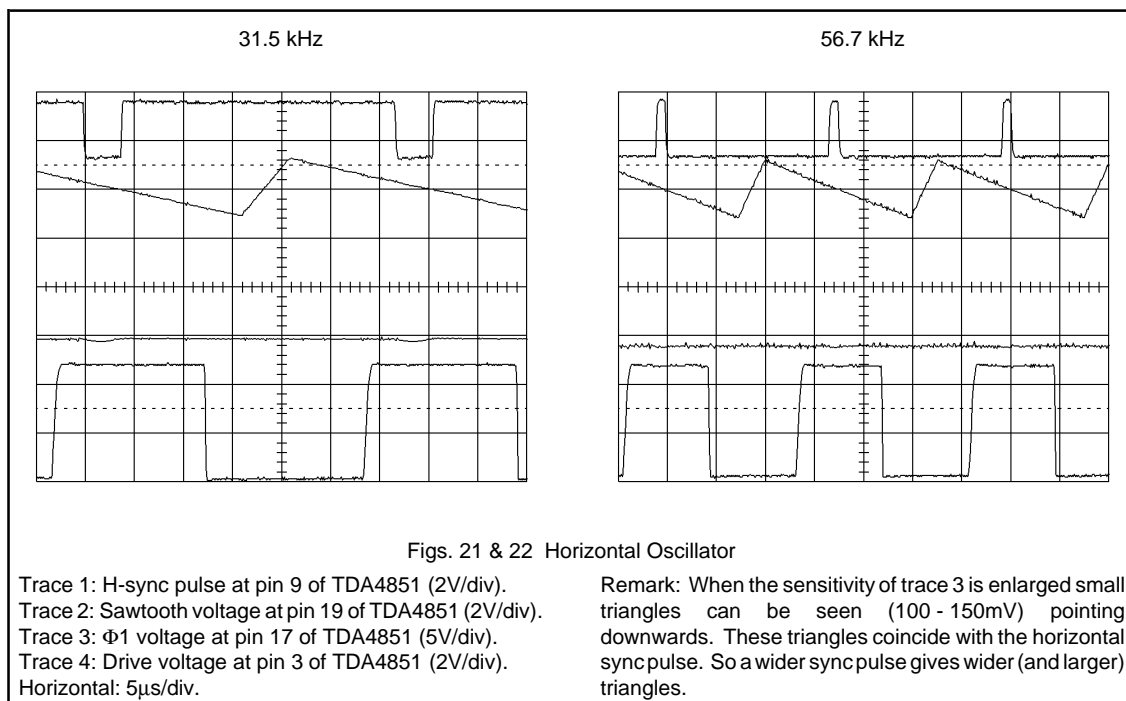 31.5 kHz
56.7 kHz
Figs. 21 & 22 Horizontal Oscillator
Trace 1: H-sync pulse at pin 9 of TDA4851 (2V/div).
Trace 2: Sawtooth voltage at pin 19 of TDA4851 (2V/div).
Trace 3: Φ1 voltage at pin 17 of TDA4851 (5V/div).
Trace 4: Drive voltage at pin 3 of TDA4851 (2V/div).
Horizontal: 5μs/div.
Remark: When the sensitivity of trace 3 is enlarged small
triangles can be seen (100 - 150mV) pointing
downwards. These triangles coincide with the horizontal
sync pulse. So a wider sync pulse gives wider (and larger)
triangles.